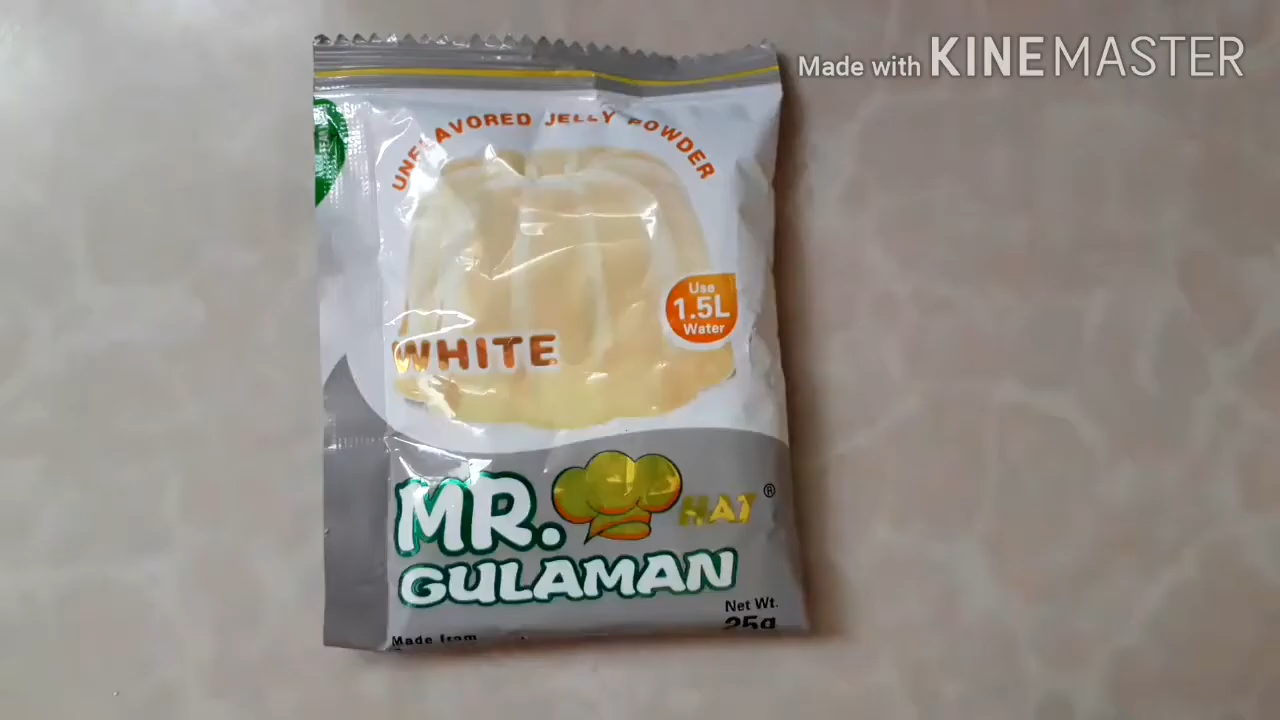 Made with KINEMASTER
UNFLAVORED JELLY POWDER
Use
1.5L
Water
WHITE
MR. HAT ®
GULAMAN
Net Wt.
25g
Made from